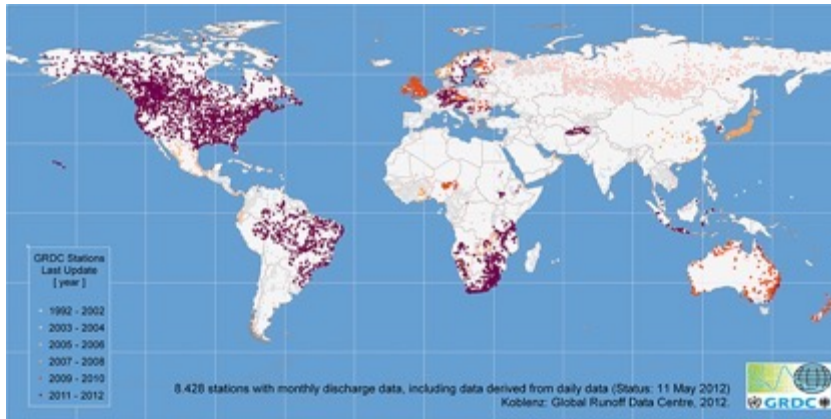 GRDC Stations
Last Update
[ year ]
1992 - 2002
2003 - 2004
2005 - 2006
2007 - 2008
2009 - 2010
2011 - 2012
8.428 stations with monthly discharge data, including data derived from daily data (Status: 11 May 2012)
Koblenz: Global Runoff Data Centre, 2012.
GRDC